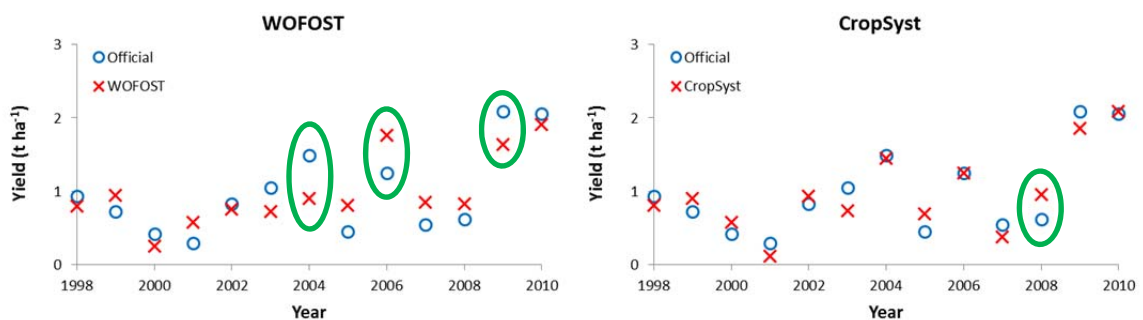 WOFOST
3
2
1
0
Yield (t ha⁻¹)
Official
WOFOST
1998 2000 2002 2004 2006 2008 2010
Year
CropSyst
3
2
1
0
Yield (t ha⁻¹)
Official
CropSyst
1998 2000 2002 2004 2006 2008 2010
Year